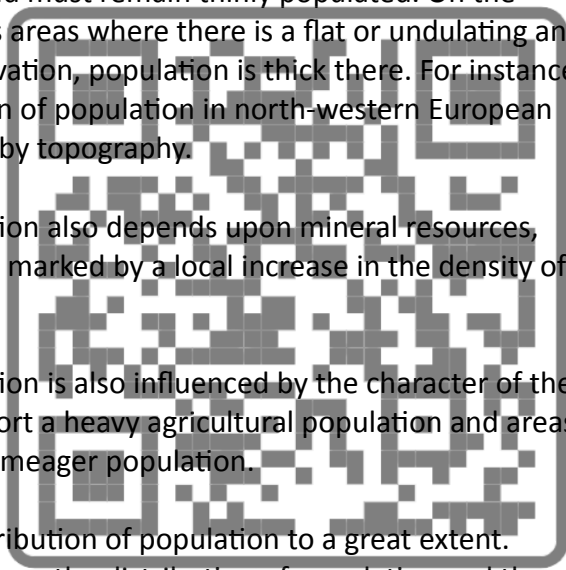 must remain thinly populated. On the
areas where there is a flat or undulating an
vation, population is thick there. For instance
n of population in north-western European
by topography.
ion also depends upon mineral resources,
marked by a local increase in the density of
ion is also influenced by the character of the
ort a heavy agricultural population and areas
meager population.
ribution of population to a great extent.